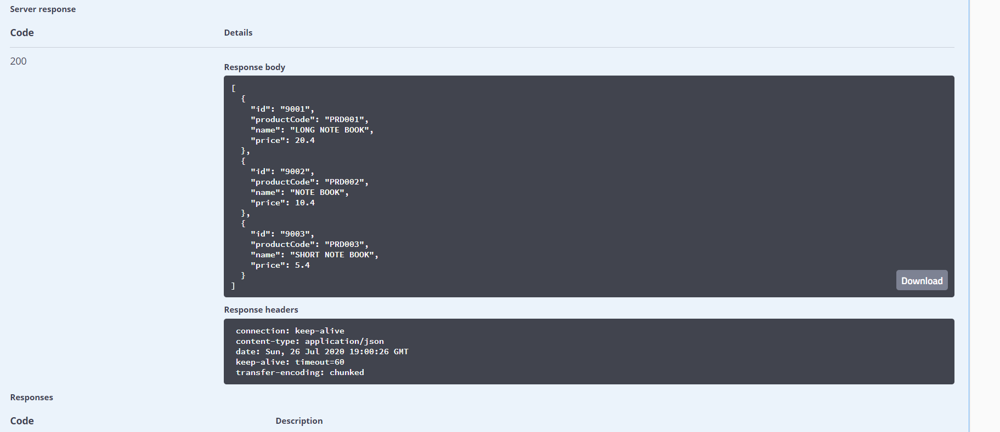 Server response
Code Details
200
Response body
[
  {
    "id": "9001",
    "productCode": "PRD001",
    "name": "LONG NOTE BOOK",
    "price": 20.4
  },
  {
    "id": "9002",
    "productCode": "PRD002",
    "name": "NOTE BOOK",
    "price": 10.4
  },
  {
    "id": "9003",
    "productCode": "PRD003",
    "name": "SHORT NOTE BOOK",
    "price": 5.4
  }
]
Download
Response headers
connection: keep-alive
content-type: application/json
date: Sun, 26 Jul 2020 19:00:26 GMT
keep-alive: timeout=60
transfer-encoding: chunked
Responses
Code Description